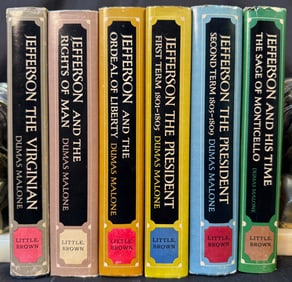 JEFFERSON THE VIRGINIAN
DUMAS MALONE
LITTLE, BROWN
JEFFERSON AND THE
RIGHTS OF MAN
DUMAS MALONE
LITTLE, BROWN
JEFFERSON AND THE
ORDEAL OF LIBERTY DUMAS MALONE
LITTLE, BROWN
JEFFERSON THE PRESIDENT
FIRST TERM 1801-1805 DUMAS MALONE
LITTLE, BROWN
JEFFERSON THE PRESIDENT
SECOND TERM 1805-1809 DUMAS MALONE
LITTLE, BROWN
JEFFERSON AND HIS TIME
THE SAGE OF MONTICELLO
DUMAS MALONE
LITTLE, BROWN